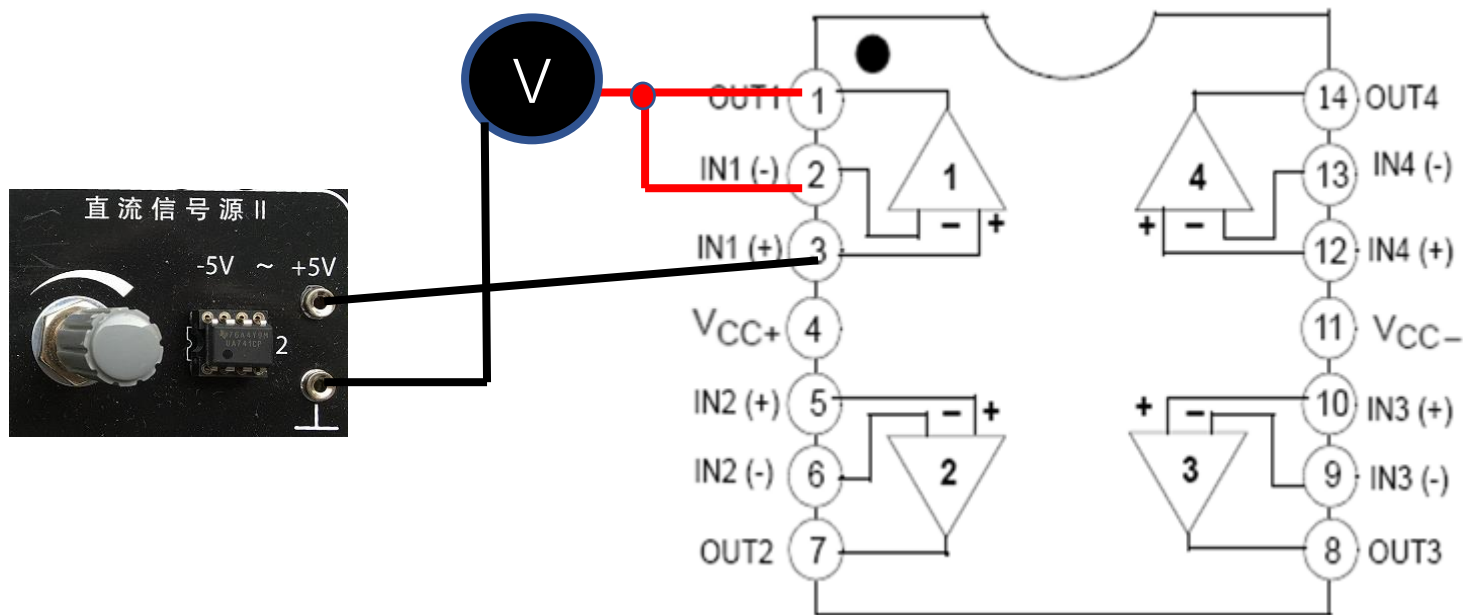 V
直流信号源 II
-5V ~ +5V
UA741CP
2
OUT1 1
IN1 (-) 2
IN1 (+) 3
VCC+ 4
IN2 (+) 5
IN2 (-) 6
OUT2 7
1
- +
4
+ -
- +
2
+ -
3
14 OUT4
13 IN4 (-)
12 IN4 (+)
11 VCC-
10 IN3 (+)
9 IN3 (-)
8 OUT3